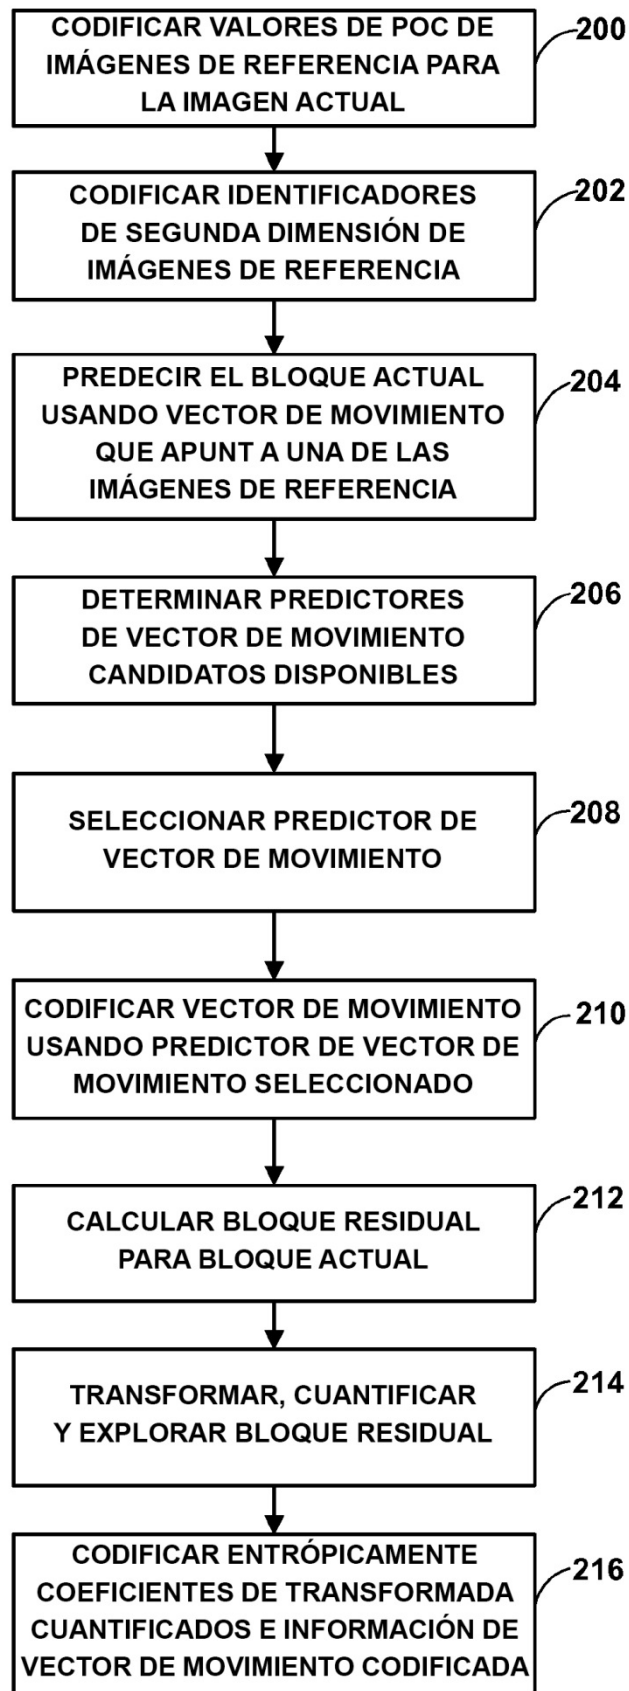 CODIFICAR VALORES DE POC DE
IMÁGENES DE REFERENCIA PARA
LA IMAGEN ACTUAL
200
CODIFICAR IDENTIFICADORES
DE SEGUNDA DIMENSIÓN DE
IMÁGENES DE REFERENCIA
202
PREDECIR EL BLOQUE ACTUAL
USANDO VECTOR DE MOVIMIENTO
QUE APUNT A UNA DE LAS
IMÁGENES DE REFERENCIA
204
DETERMINAR PREDICTORES
DE VECTOR DE MOVIMIENTO
CANDIDATOS DISPONIBLES
206
SELECCIONAR PREDICTOR DE
VECTOR DE MOVIMIENTO
208
CODIFICAR VECTOR DE MOVIMIENTO
USANDO PREDICTOR DE VECTOR DE
MOVIMIENTO SELECCIONADO
210
CALCULAR BLOQUE RESIDUAL
PARA BLOQUE ACTUAL
212
TRANSFORMAR, CUANTIFICAR
Y EXPLORAR BLOQUE RESIDUAL
214
CODIFICAR ENTRÓPICAMENTE
COEFICIENTES DE TRANSFORMADA
CUANTIFICADOS E INFORMACIÓN DE
VECTOR DE MOVIMIENTO CODIFICADA
216